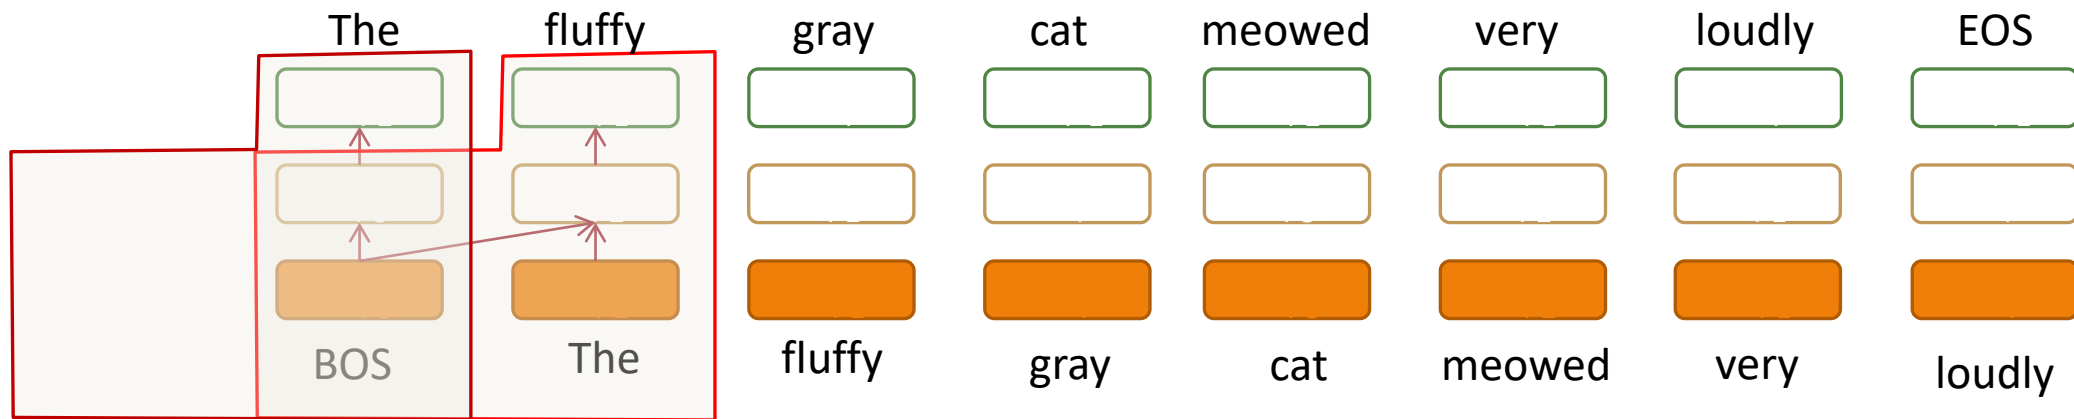 The fluffy gray cat meowed very loudly EOS
BOS The fluffy gray cat meowed very loudly